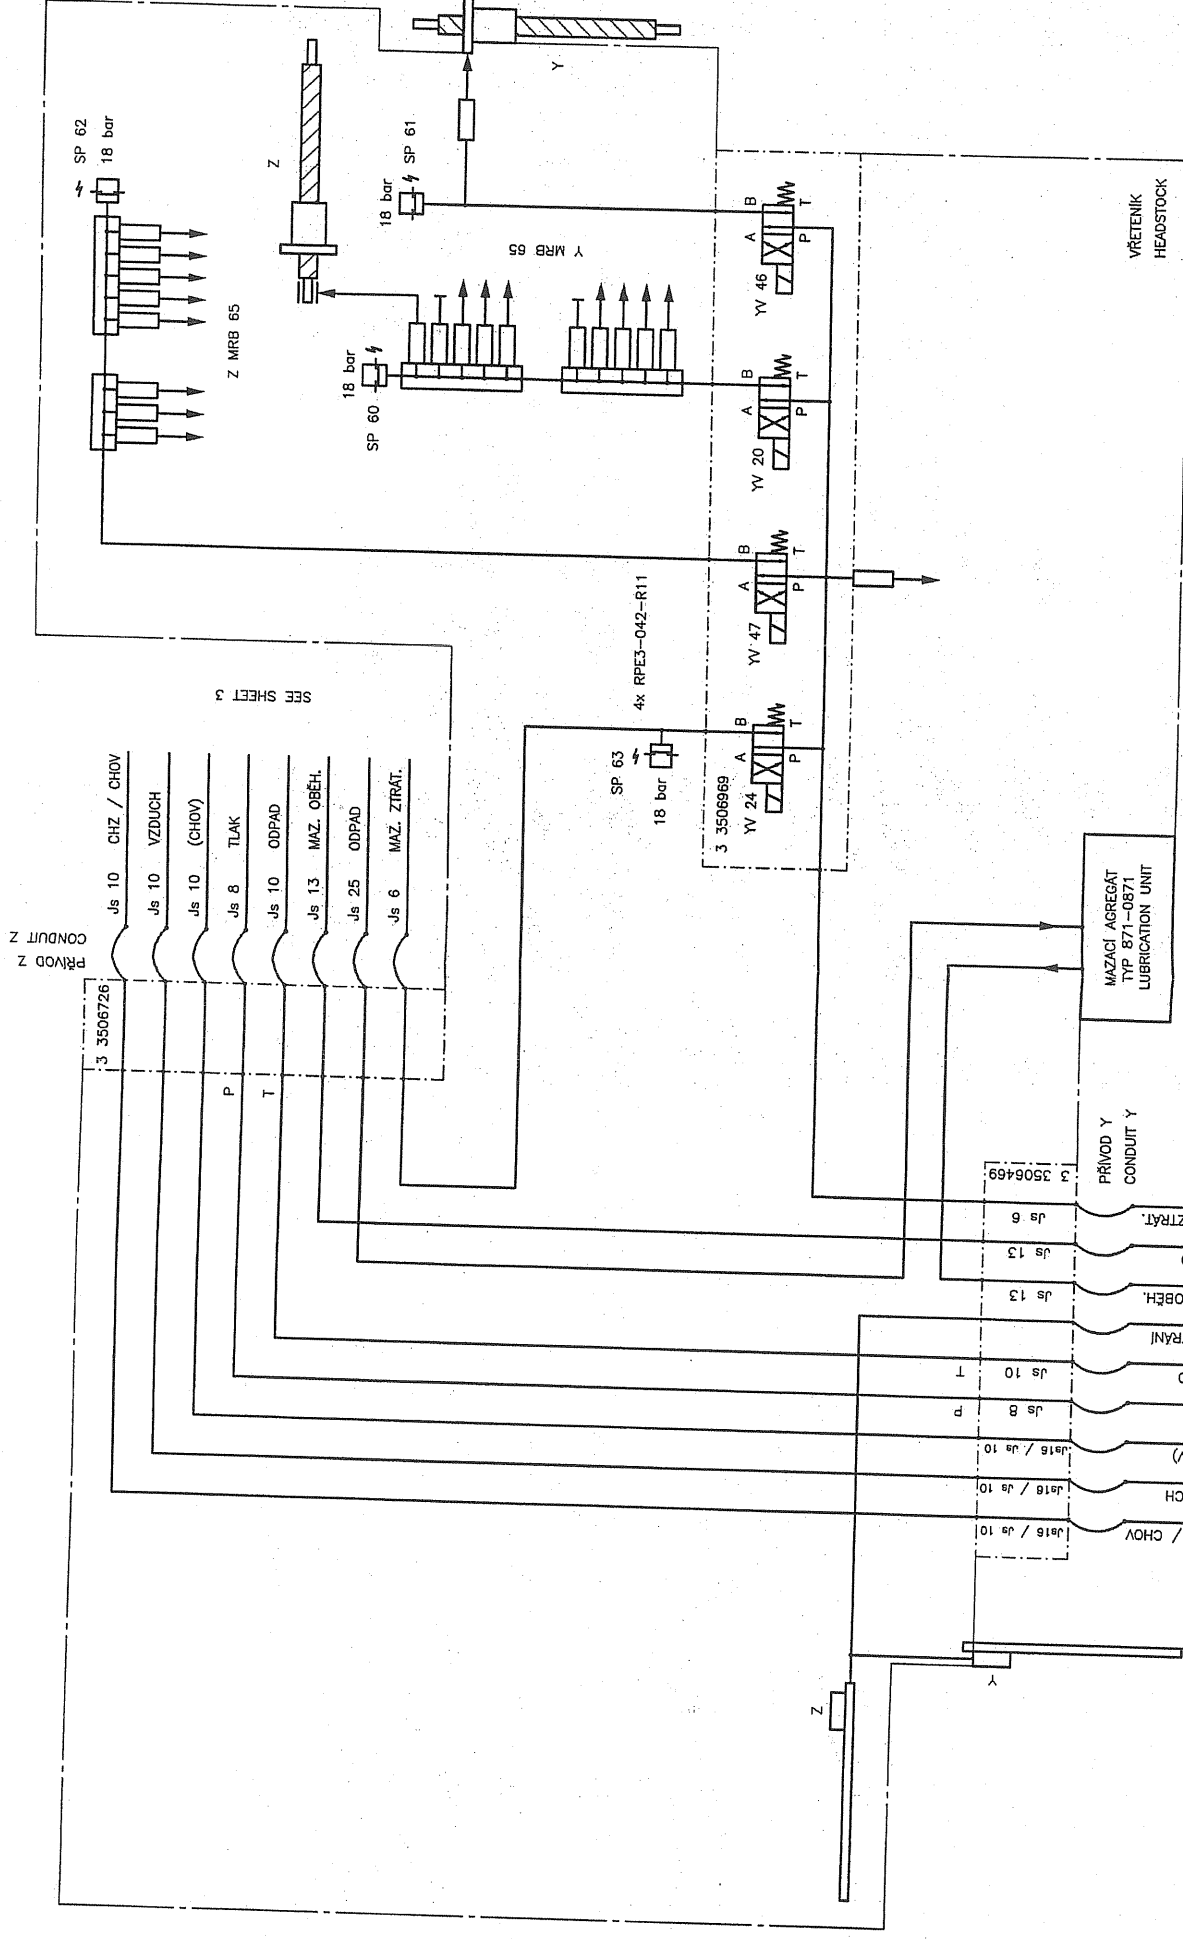 Y
SP 62
18 bar
Z
18 bar
SP 61
Z MRB 65
Y MRB 65
18 bar
SP 60
A
B
P
T
YV 46
A
B
P
T
YV 20
A
B
P
T
YV 47
A
B
P
T
YV 24
VŘETENÍK
HEADSTOCK
4x RPE3-042-R11
SP 63
18 bar
3 3506969
SEE SHEET 3
Js 10 CHZ / CHOV
Js 10 VZDUCH
Js 10 (CHOV)
Js 8 TLAK
Js 10 ODPAD
Js 13 MAZ. OBĚH.
Js 25 ODPAD
Js 6 MAZ. ZTRÁT.
PŘÍVOD Z
CONDUIT Z
3 3506726
P
T
MAZACÍ AGREGÁT
TYP 871-0871
LUBRICATION UNIT
PŘÍVOD Y
CONDUIT Y
3 3506469
Js 6
Js 13
Js 13
T
Js 10
P
Js 8
Js16 / Js 10
Js16 / Js 10
Js16 / Js 10
ZTRÁT.
OBĚH.
/ CHOV
Z
Y